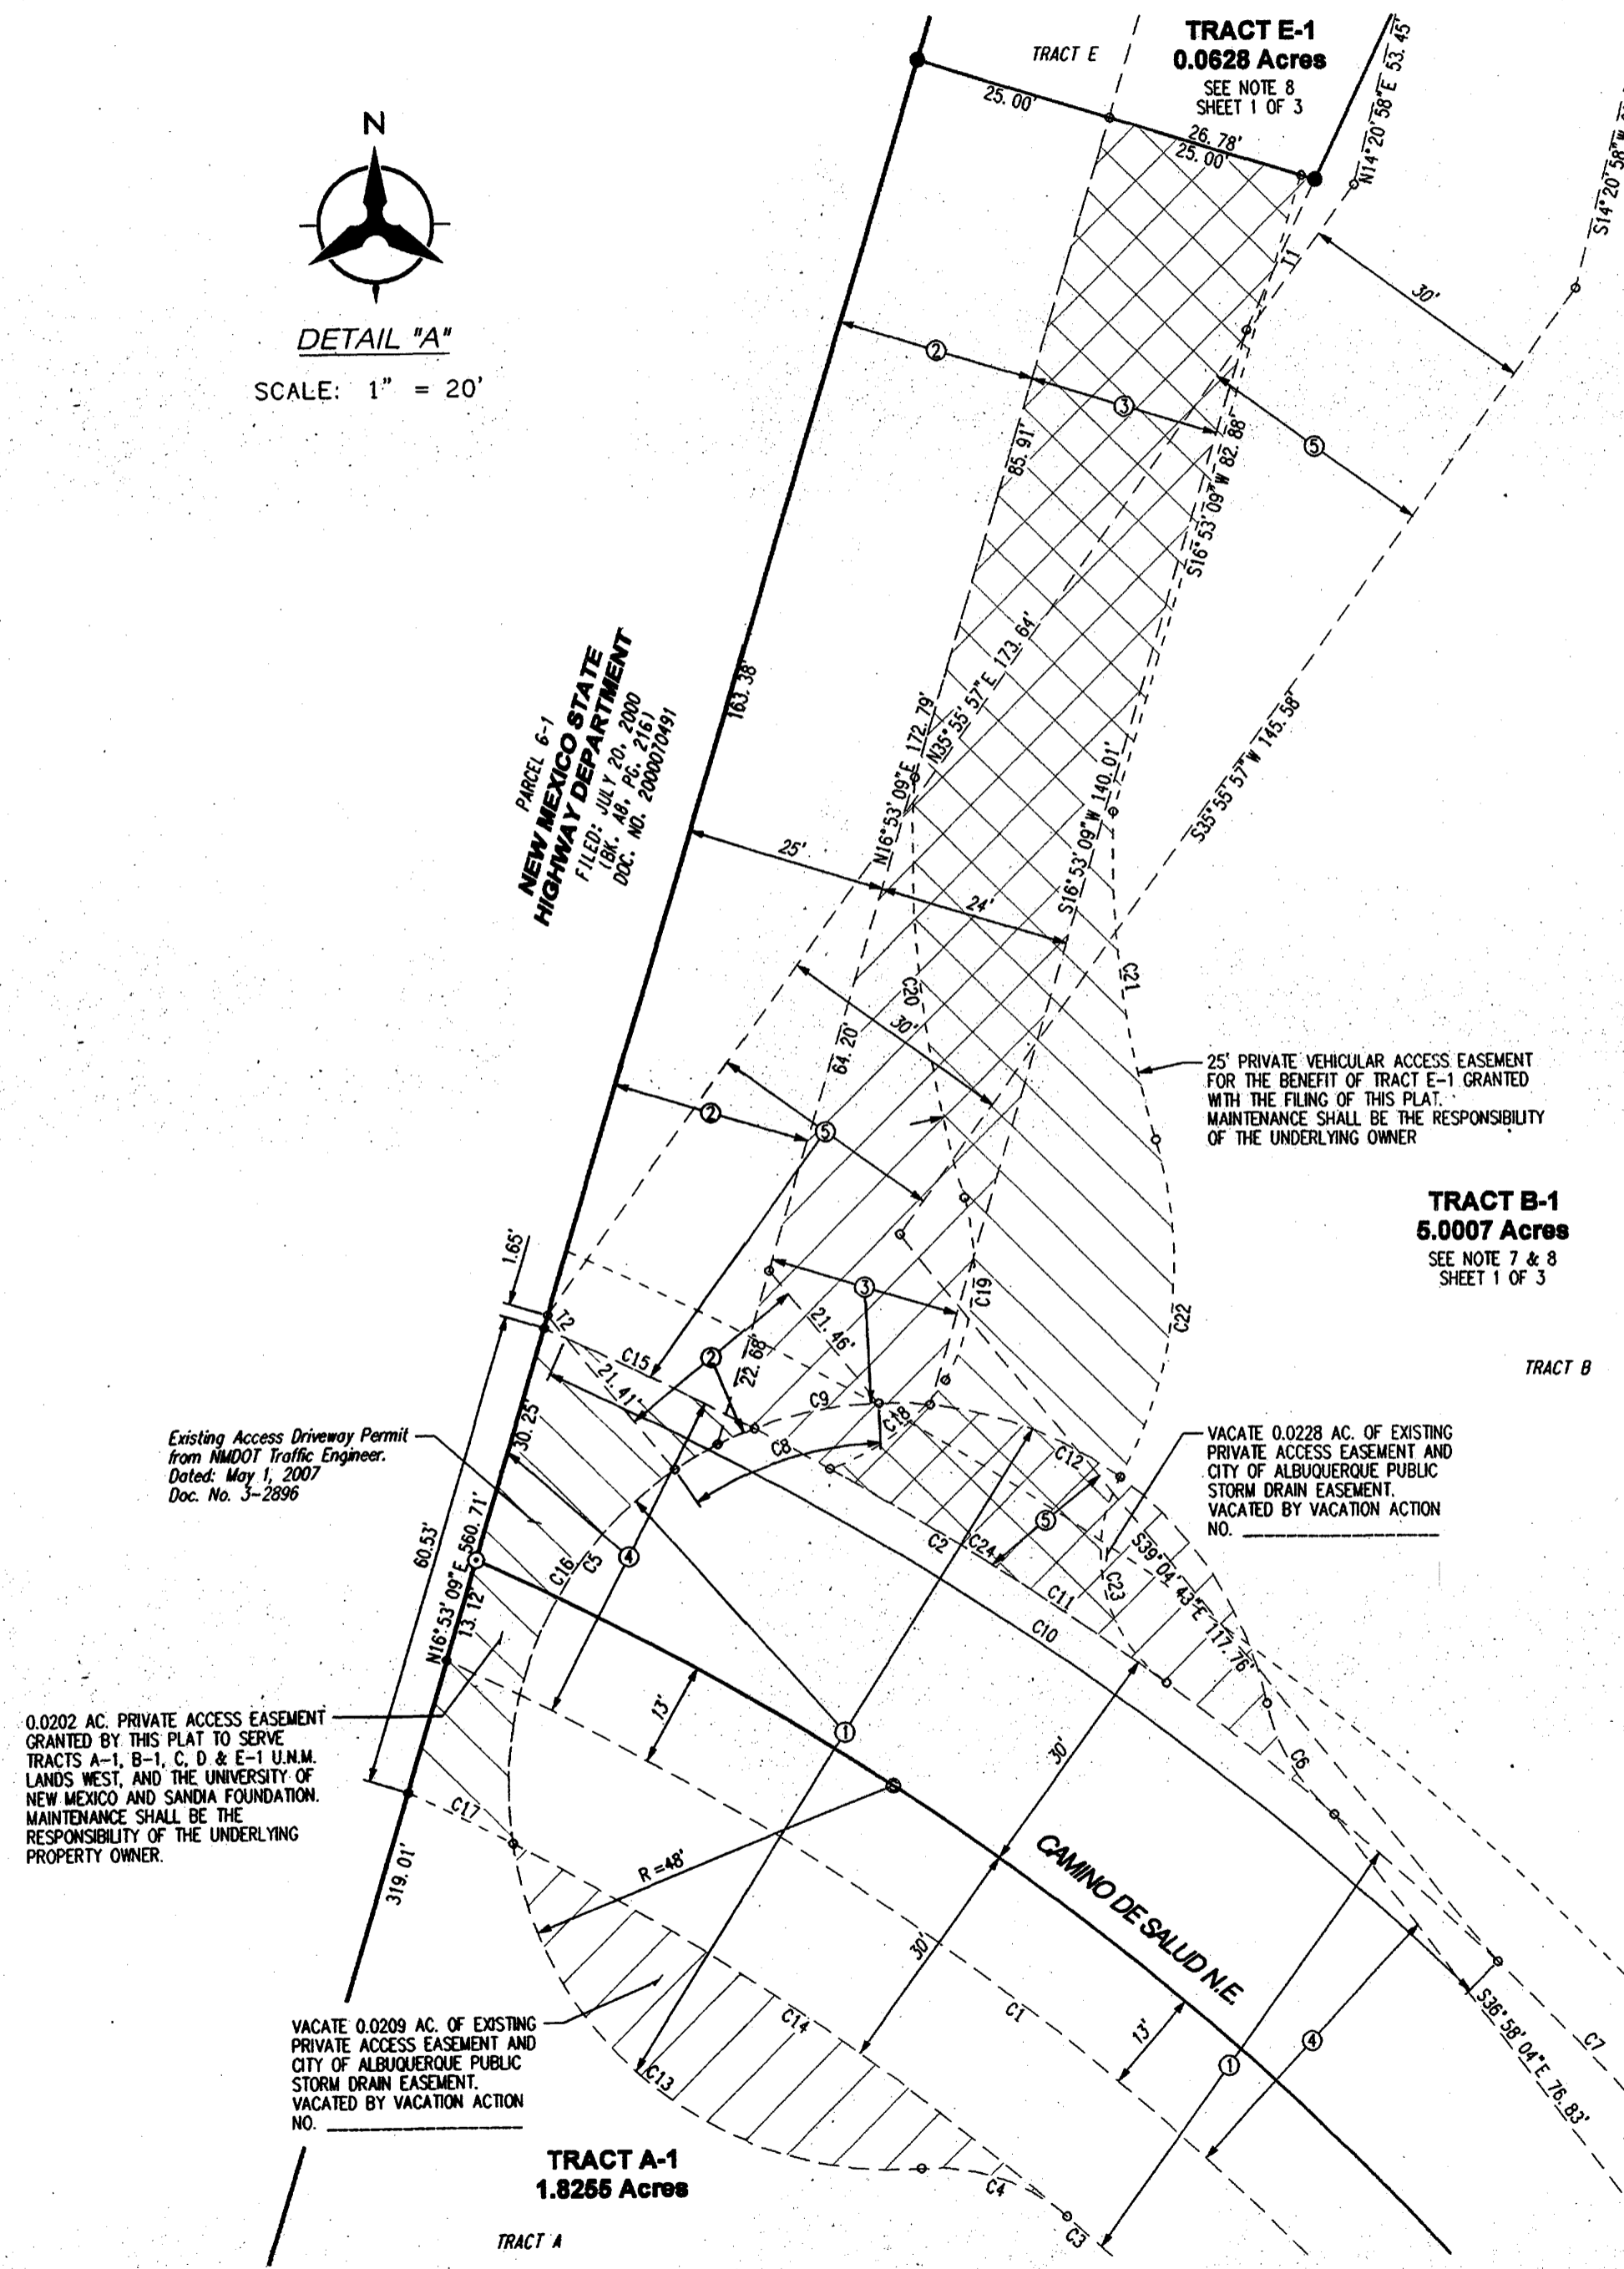 TRACT E-1
0.0628 Acres
SEE NOTE 8
SHEET 1 OF 3
TRACT E
25.00'
26.78'
25.00'
N14°20'58"E 53.45'
N
DETAIL "A"
SCALE: 1" = 20'
T1
30'
2
3
5
85.91'
S16°53'09"W 82.88'
163.38'
PARCEL 6-1
NEW MEXICO STATE
HIGHWAY DEPARTMENT
FILED: JULY 20, 2000
(BK. A8, PG. 2161)
DOC. NO. 2000070491
N35°55'57"E 173.64'
N16°53'09"E 172.79'
S16°53'09"W 140.01'
S35°55'57"W 145.58'
25'
24'
C20
C21
30'
64.20'
25' PRIVATE VEHICULAR ACCESS EASEMENT
FOR THE BENEFIT OF TRACT E-1 GRANTED
WITH THE FILING OF THIS PLAT.
MAINTENANCE SHALL BE THE RESPONSIBILITY
OF THE UNDERLYING OWNER
2
5
TRACT B-1
5.0007 Acres
SEE NOTE 7 & 8
SHEET 1 OF 3
1.65'
T2
3
C19
C22
21.46'
C15
2
22.68'
21.41'
C9
C18
C8
C12
TRACT B
30.25'
Existing Access Driveway Permit
from NMDOT Traffic Engineer.
Dated: May 1, 2007
Doc. No. 3-2896
VACATE 0.0228 AC. OF EXISTING
PRIVATE ACCESS EASEMENT AND
CITY OF ALBUQUERQUE PUBLIC
STORM DRAIN EASEMENT.
VACATED BY VACATION ACTION
NO.
60.53'
N16°53'09"E 560.71'
13.12'
C16
C5
4
C2
C24
5
C11
C23
S39°04'43"E 117.76'
C10
0.0202 AC. PRIVATE ACCESS EASEMENT
GRANTED BY THIS PLAT TO SERVE
TRACTS A-1, B-1, C, D & E-1 U.N.M.
LANDS WEST, AND THE UNIVERSITY OF
NEW MEXICO AND SANDIA FOUNDATION.
MAINTENANCE SHALL BE THE
RESPONSIBILITY OF THE UNDERLYING
PROPERTY OWNER.
13'
1
30'
C6
C17
319.01'
R =48'
CAMINO DE SALUD N.E.
30'
VACATE 0.0209 AC. OF EXISTING
PRIVATE ACCESS EASEMENT AND
CITY OF ALBUQUERQUE PUBLIC
STORM DRAIN EASEMENT.
VACATED BY VACATION ACTION
NO.
C14
C1
13'
1
4
C7
S36°58'04"E 76.83'
C13
C4
C3
TRACT A-1
1.8255 Acres
TRACT A